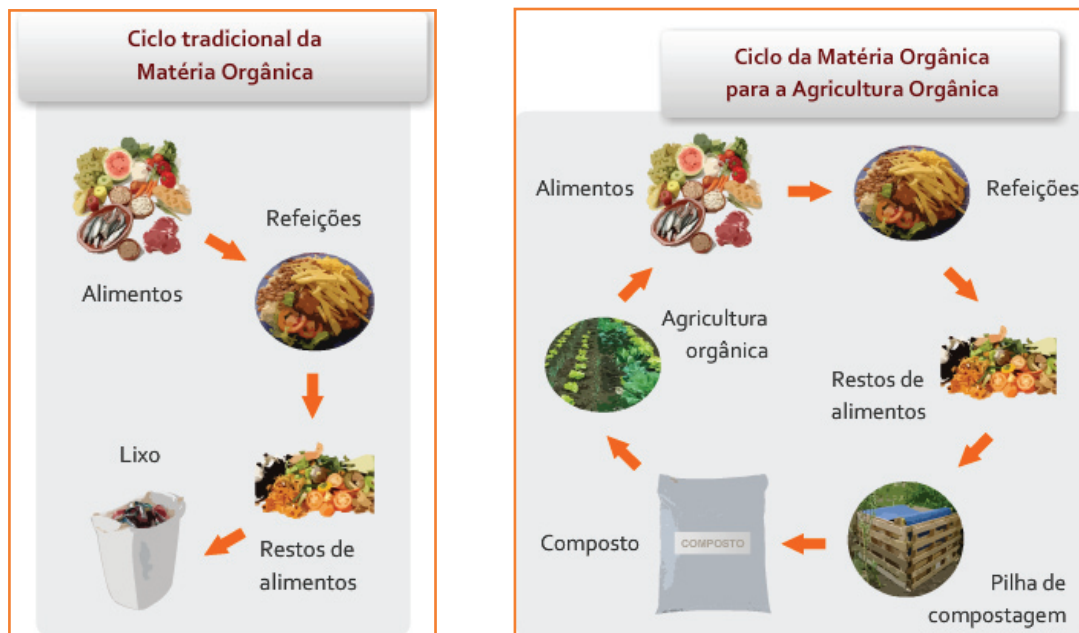 Ciclo tradicional da
Matéria Orgânica
Alimentos
Refeições
Restos de
alimentos
Lixo
Ciclo da Matéria Orgânica
para a Agricultura Orgânica
Alimentos
Refeições
Restos de
alimentos
Pilha de
compostagem
Composto
COMPOSTO
Agricultura
orgânica